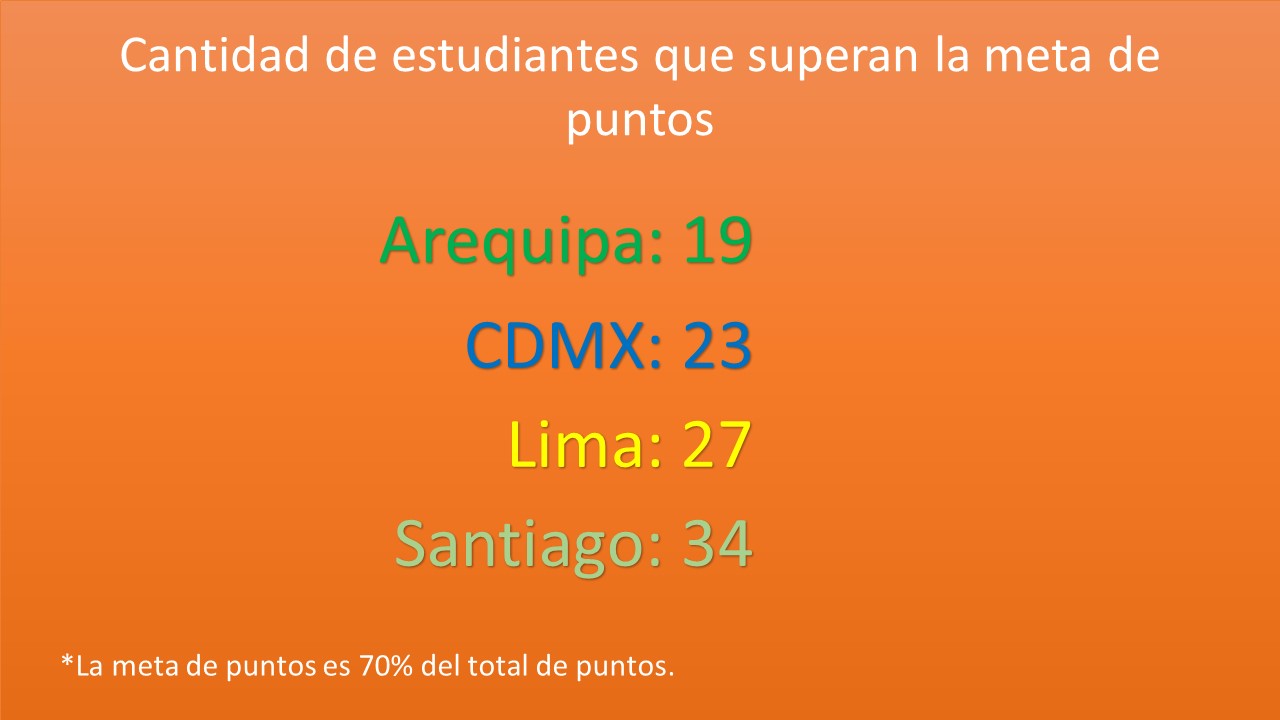 Cantidad de estudiantes que superan la meta de
puntos
Arequipa: 19
CDMX: 23
Lima: 27
Santiago: 34
*La meta de puntos es 70% del total de puntos.